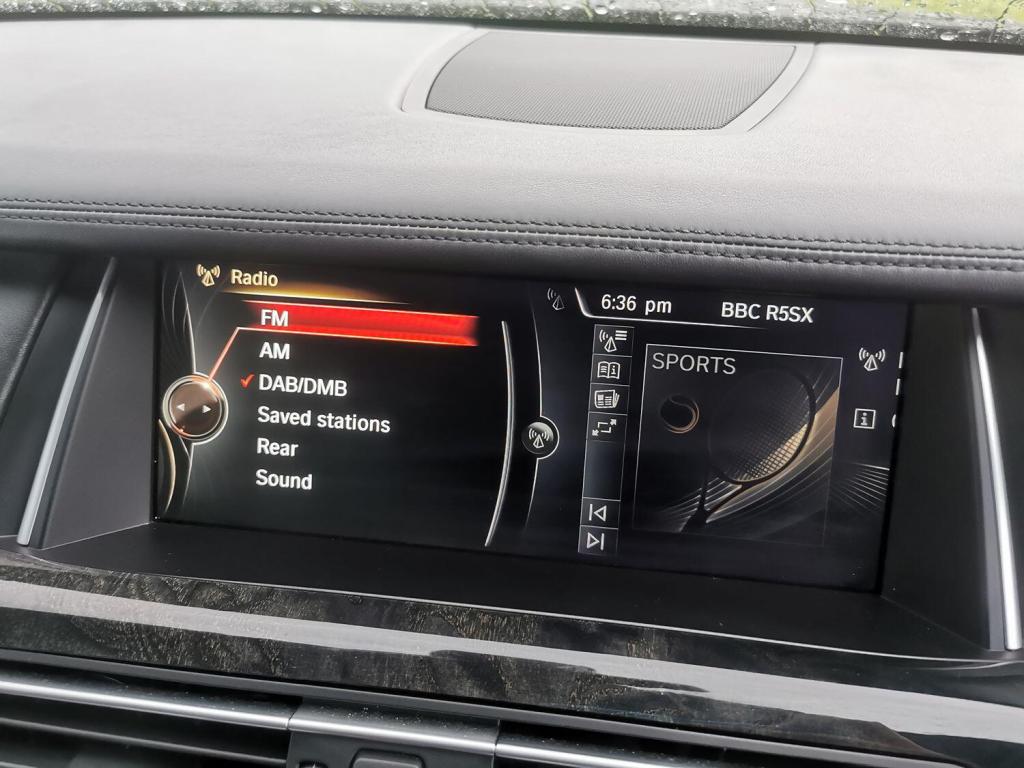 Radio
FM
AM
DAB/DMB
Saved stations
Rear
Sound
6:36 pm
BBC R5SX
SPORTS